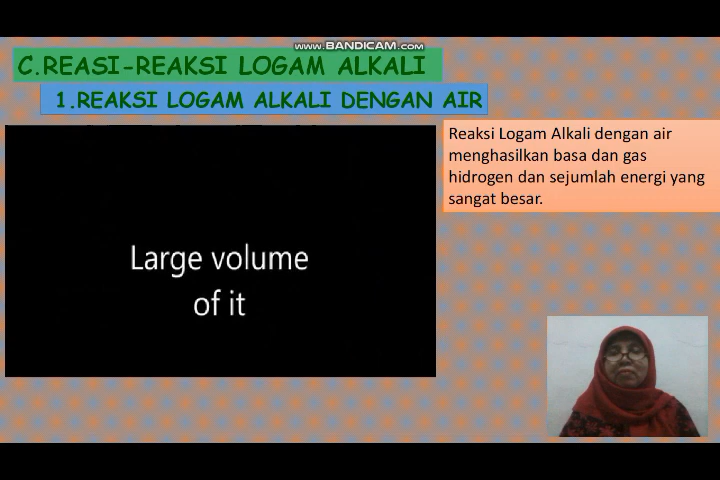 www.BANDICAM.com
C.REASI-REAKSI LOGAM ALKALI
1.REAKSI LOGAM ALKALI DENGAN AIR
Reaksi Logam Alkali dengan air
menghasilkan basa dan gas
hidrogen dan sejumlah energi yang
sangat besar.
Large volume
of it